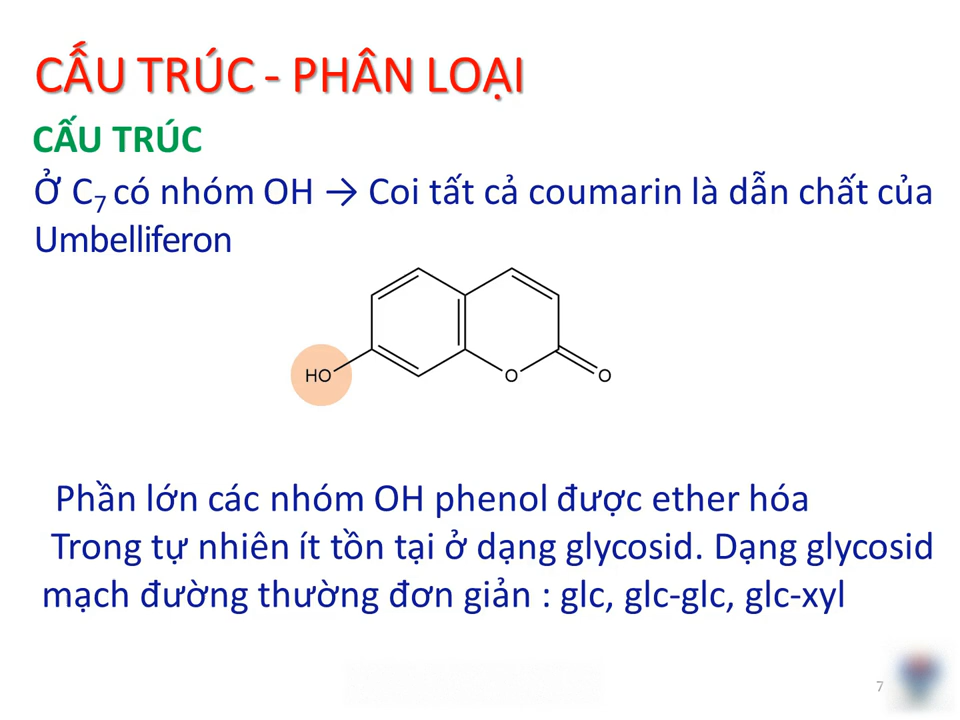 CẤU TRÚC - PHÂN LOẠI
CẤU TRÚC
Ở C₇ có nhóm OH → Coi tất cả coumarin là dẫn chất của
Umbelliferon
HO
O
O
Phần lớn các nhóm OH phenol được ether hóa
Trong tự nhiên ít tồn tại ở dạng glycosid. Dạng glycosid
mạch đường thường đơn giản : glc, glc-glc, glc-xyl
7